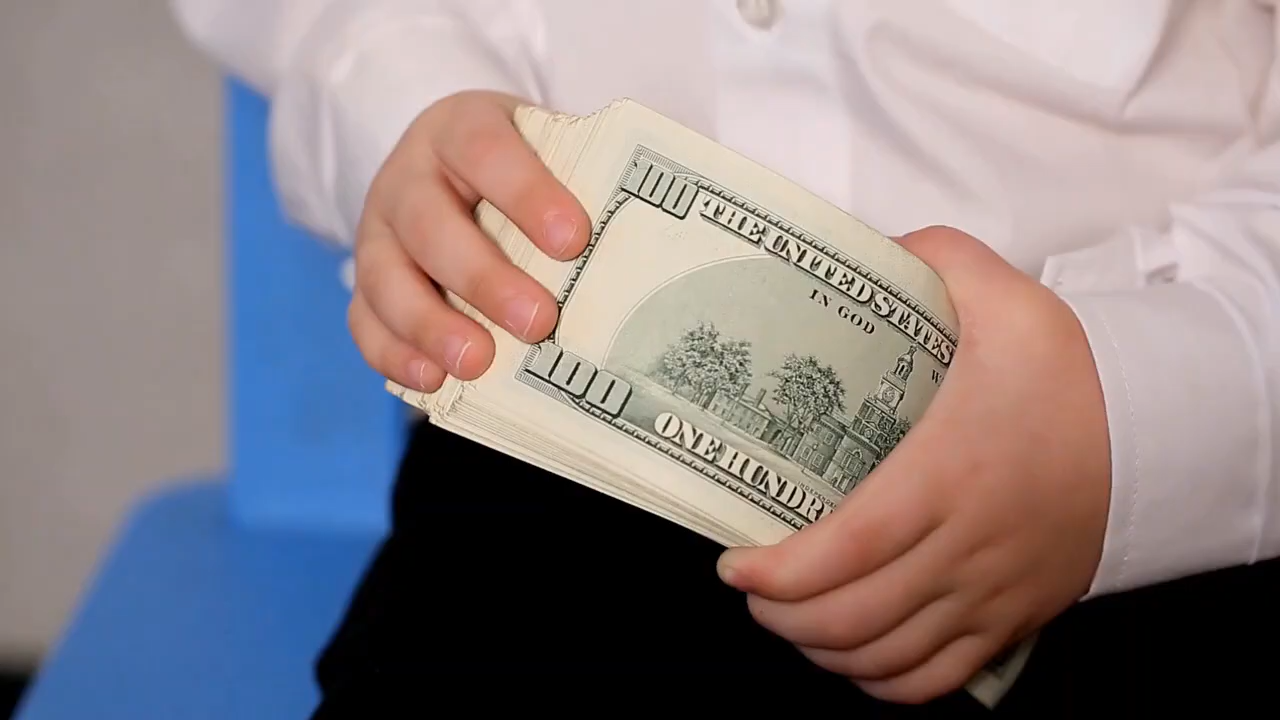 100
THE UNITED STATES
IN GOD
W
100
ONE HUNDR